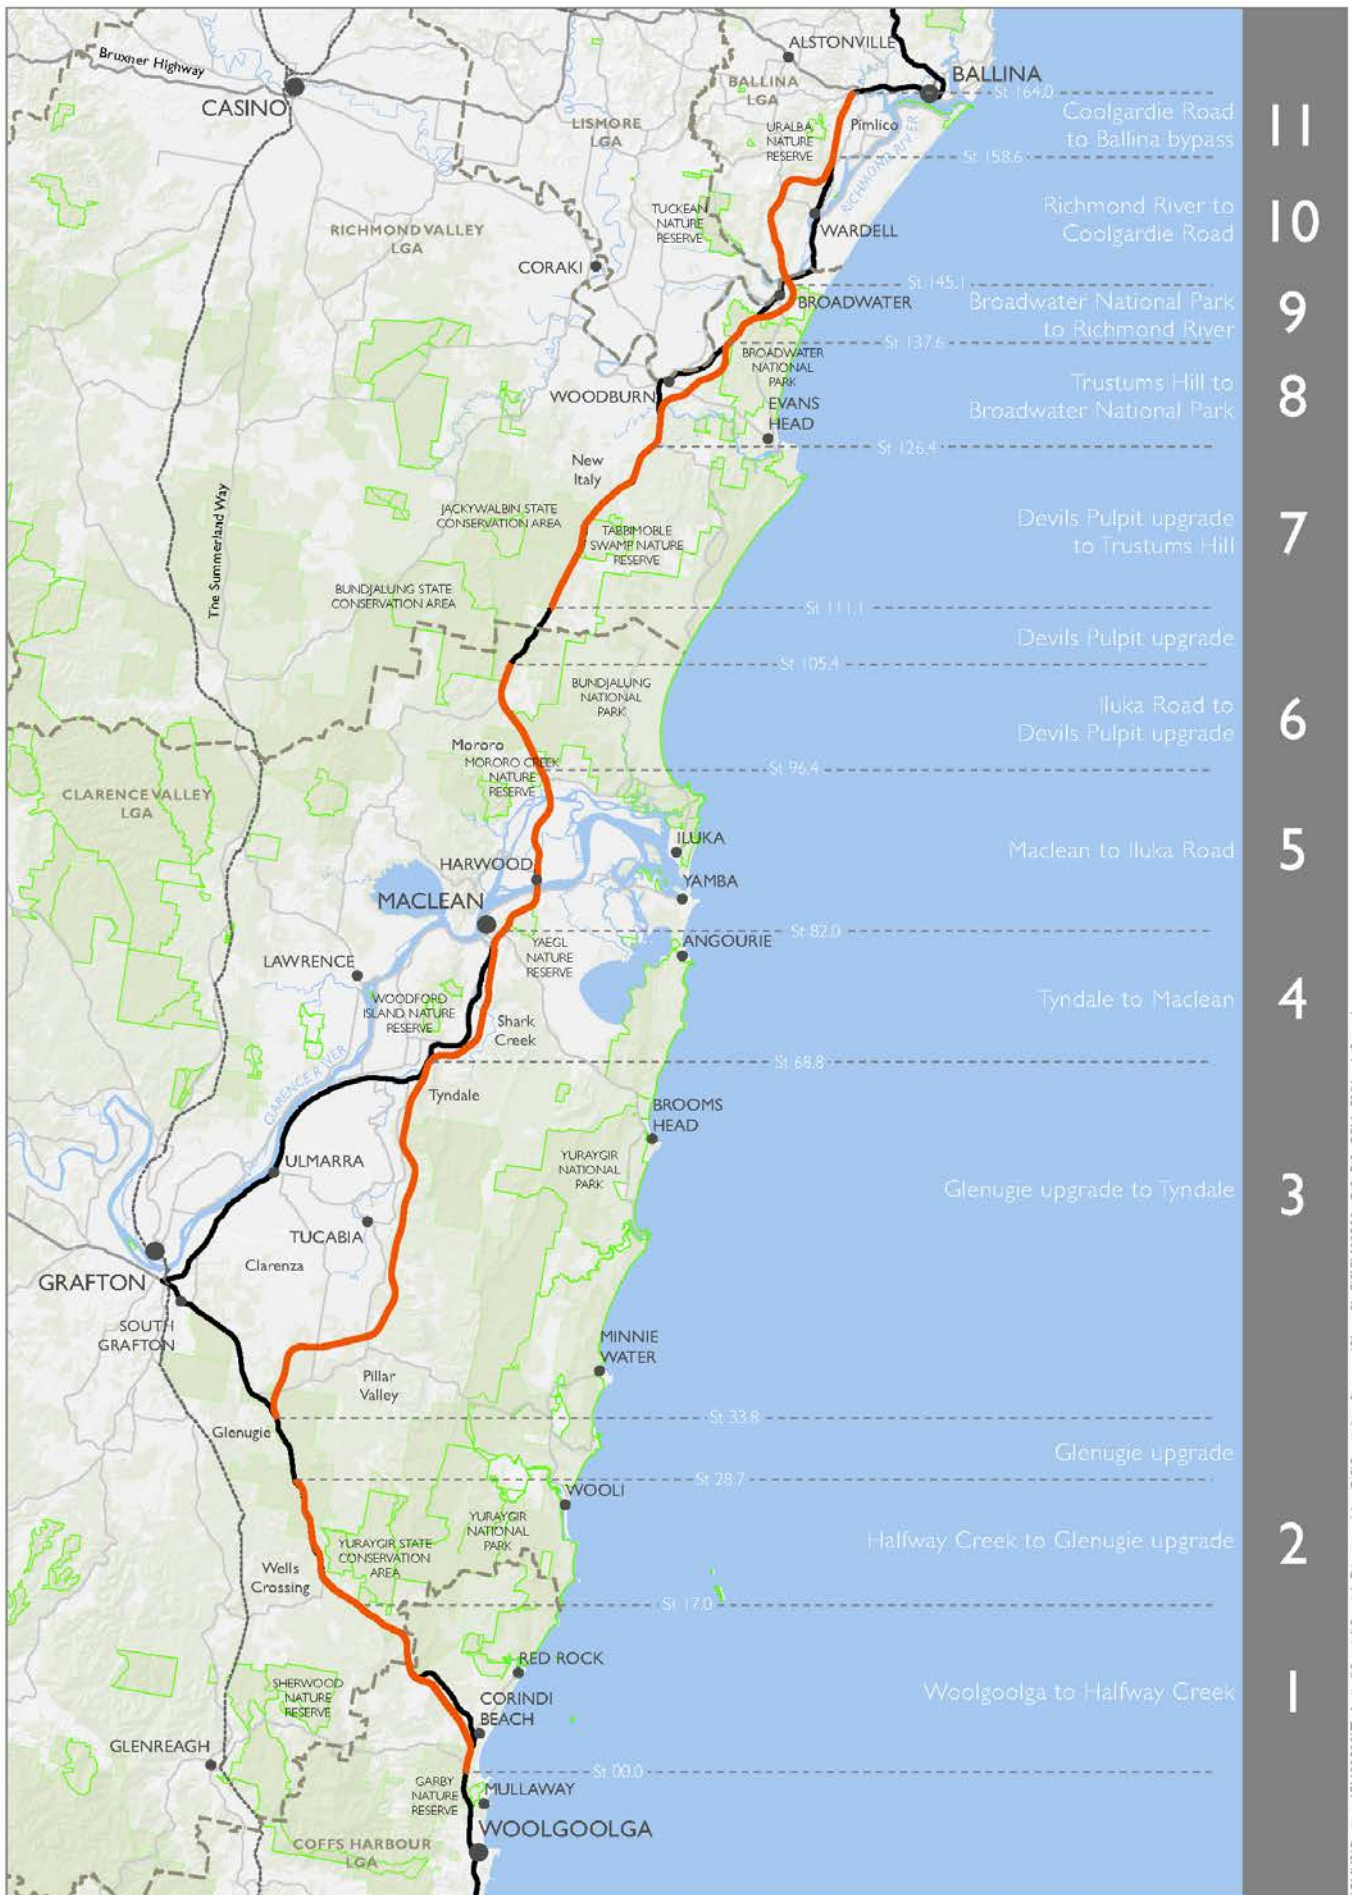 ALSTONVILLE
Bruxner Highway
BALLINA
CASINO
BALLINA
LGA
St 164.0
Coolgardie Road
to Ballina bypass
11
LISMORE
LGA
URALBA
NATURE
RESERVE
Pimlico
RICHMOND RIVER
St 158.6
TUCKEAN
NATURE
RESERVE
Richmond River to
Coolgardie Road
10
RICHMOND VALLEY
LGA
WARDELL
CORAKI
St 145.1
BROADWATER
Broadwater National Park
to Richmond River
9
St 137.6
BROADWATER
NATIONAL
PARK
WOODBURN
Trustums Hill to
Broadwater National Park
8
EVANS
HEAD
St 126.4
New
Italy
The Summerland Way
JACKYWALBIN STATE
CONSERVATION AREA
TABBIMOBLE
SWAMP NATURE
RESERVE
Devils Pulpit upgrade
to Trustums Hill
7
BUNDJALUNG STATE
CONSERVATION AREA
St 111.1
Devils Pulpit upgrade
St 105.4
BUNDJALUNG
NATIONAL
PARK
Iluka Road to
Devils Pulpit upgrade
6
Mororo
MORORO CREEK
NATURE
RESERVE
St 96.4
CLARENCE VALLEY
LGA
ILUKA
HARWOOD
Maclean to Iluka Road
5
YAMBA
MACLEAN
St 82.0
ANGOURIE
YAEGL
NATURE
RESERVE
LAWRENCE
WOODFORD
ISLAND NATURE
RESERVE
Tyndale to Maclean
4
Shark
Creek
CLARENCE RIVER
St 68.8
Tyndale
BROOMS
HEAD
ULMARRA
YURAYGIR
NATIONAL
PARK
Glenugie upgrade to Tyndale
3
TUCABIA
Clarenza
GRAFTON
SOUTH
GRAFTON
MINNIE
WATER
Pillar
Valley
St 33.8
Glenugie
Glenugie upgrade
St 28.7
WOOLI
YURAYGIR
NATIONAL
PARK
YURAYGIR STATE
CONSERVATION
AREA
Halfway Creek to Glenugie upgrade
2
Wells
Crossing
St 17.0
RED ROCK
SHERWOOD
NATURE
RESERVE
CORINDI
BEACH
Woolgoolga to Halfway Creek
1
GLENREAGH
St 00.0
GARBY
NATURE
RESERVE
MULLAWAY
WOOLGOOLGA
COFFS HARBOUR
LGA